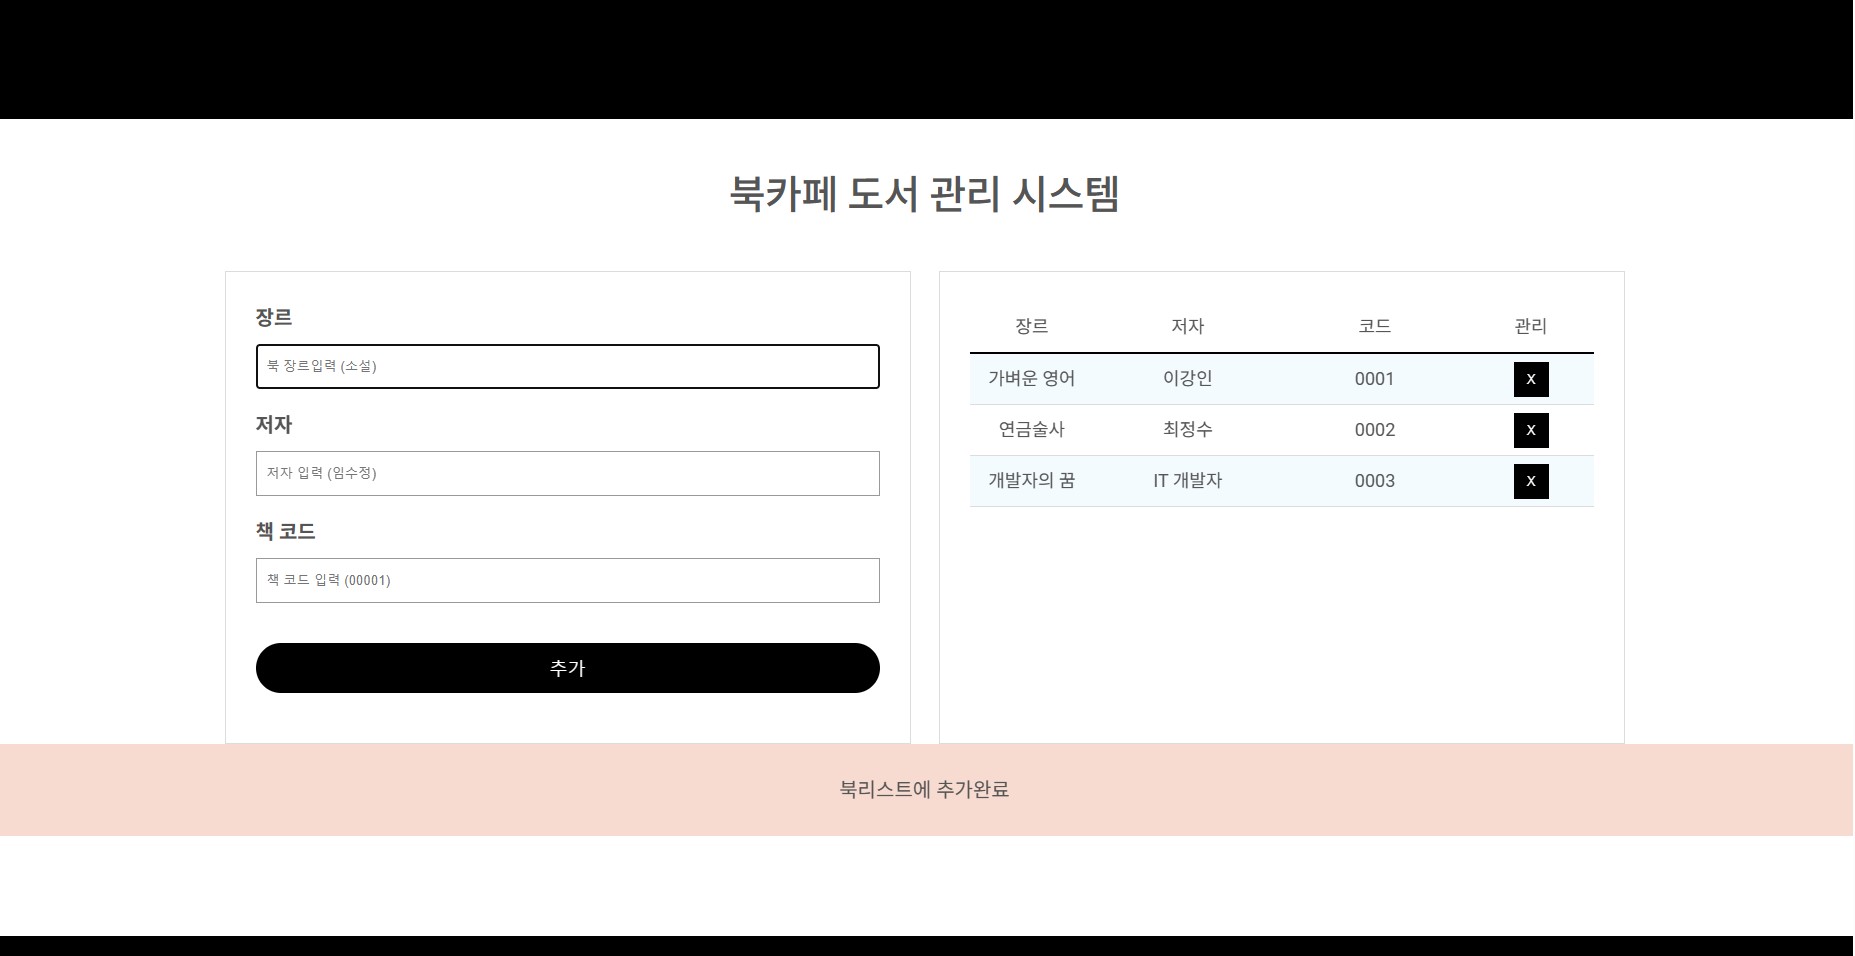 북카페 도서 관리 시스템
장르
북 장르입력 (소설)
저자
저자 입력 (임수정)
책 코드
책 코드 입력 (00001)
추가
장르 저자 코드 관리
가벼운 영어 이강인 0001 X
연금술사 최정수 0002 X
개발자의 꿈 IT 개발자 0003 X
북리스트에 추가완료